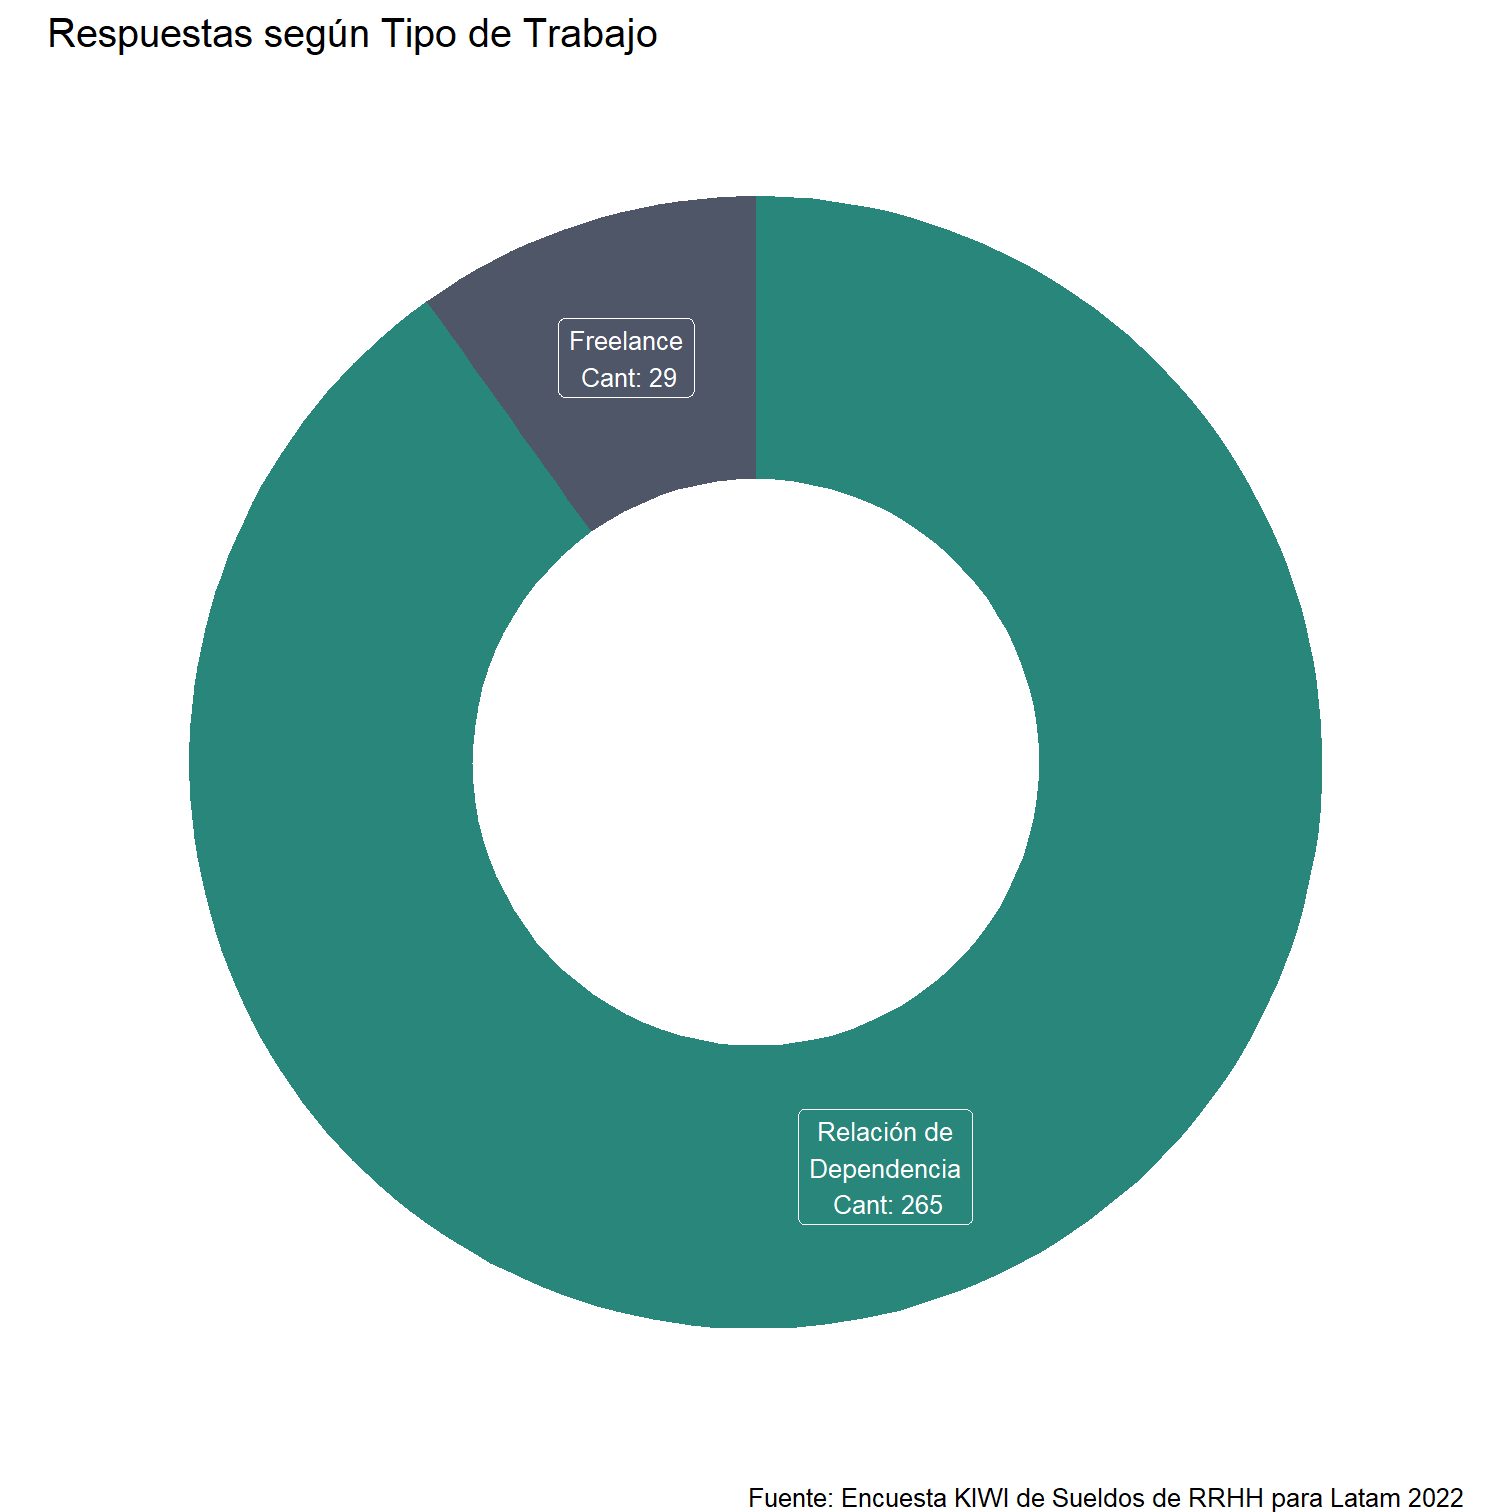 Respuestas según Tipo de Trabajo
Freelance
Cant: 29
Relación de
Dependencia
Cant: 265
Fuente: Encuesta KIWI de Sueldos de RRHH para Latam 2022